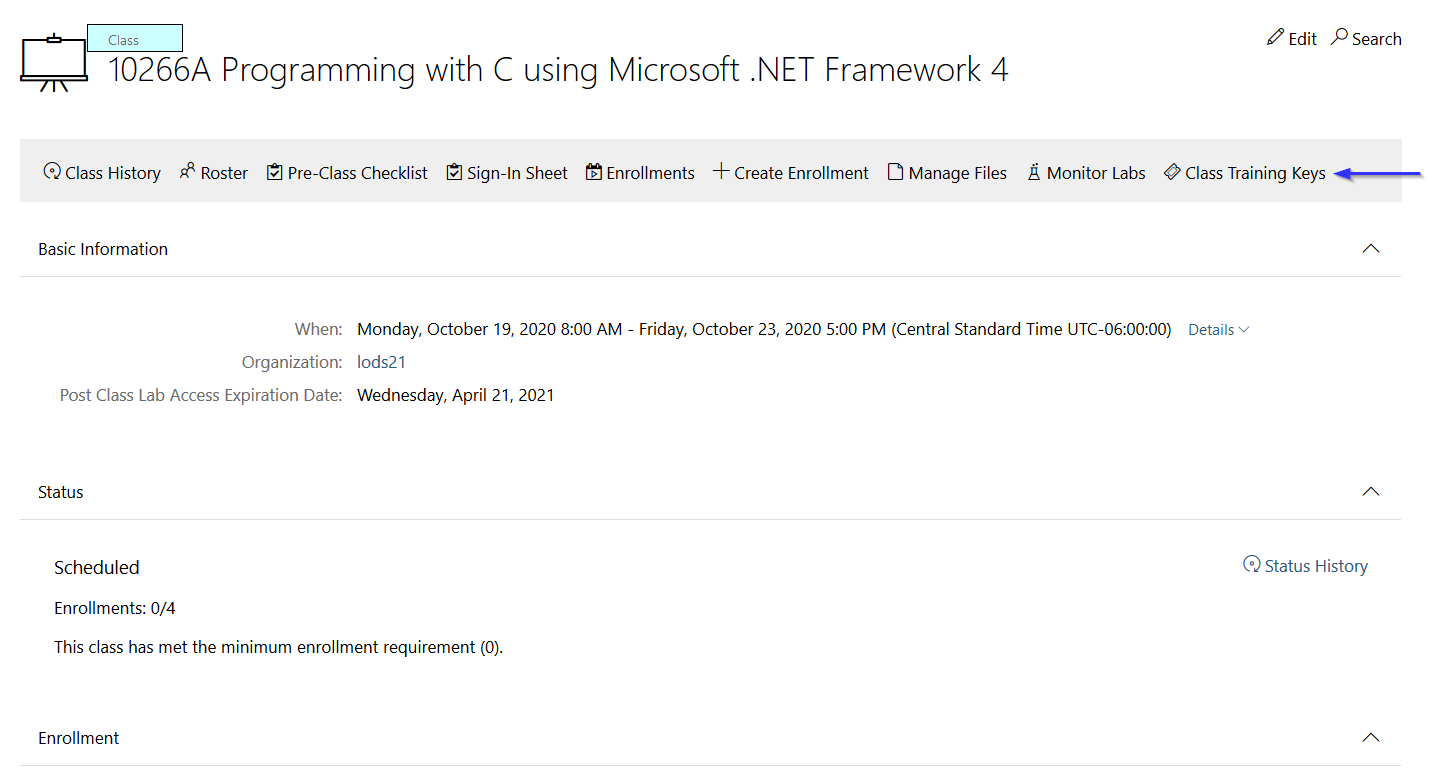 Class
Edit Search
10266A Programming with C using Microsoft .NET Framework 4
Class History Roster Pre-Class Checklist Sign-In Sheet Enrollments Create Enrollment Manage Files Monitor Labs Class Training Keys
Basic Information
When: Monday, October 19, 2020 8:00 AM - Friday, October 23, 2020 5:00 PM (Central Standard Time UTC-06:00:00) Details
Organization: lods21
Post Class Lab Access Expiration Date: Wednesday, April 21, 2021
Status
Scheduled
Status History
Enrollments: 0/4
This class has met the minimum enrollment requirement (0).
Enrollment